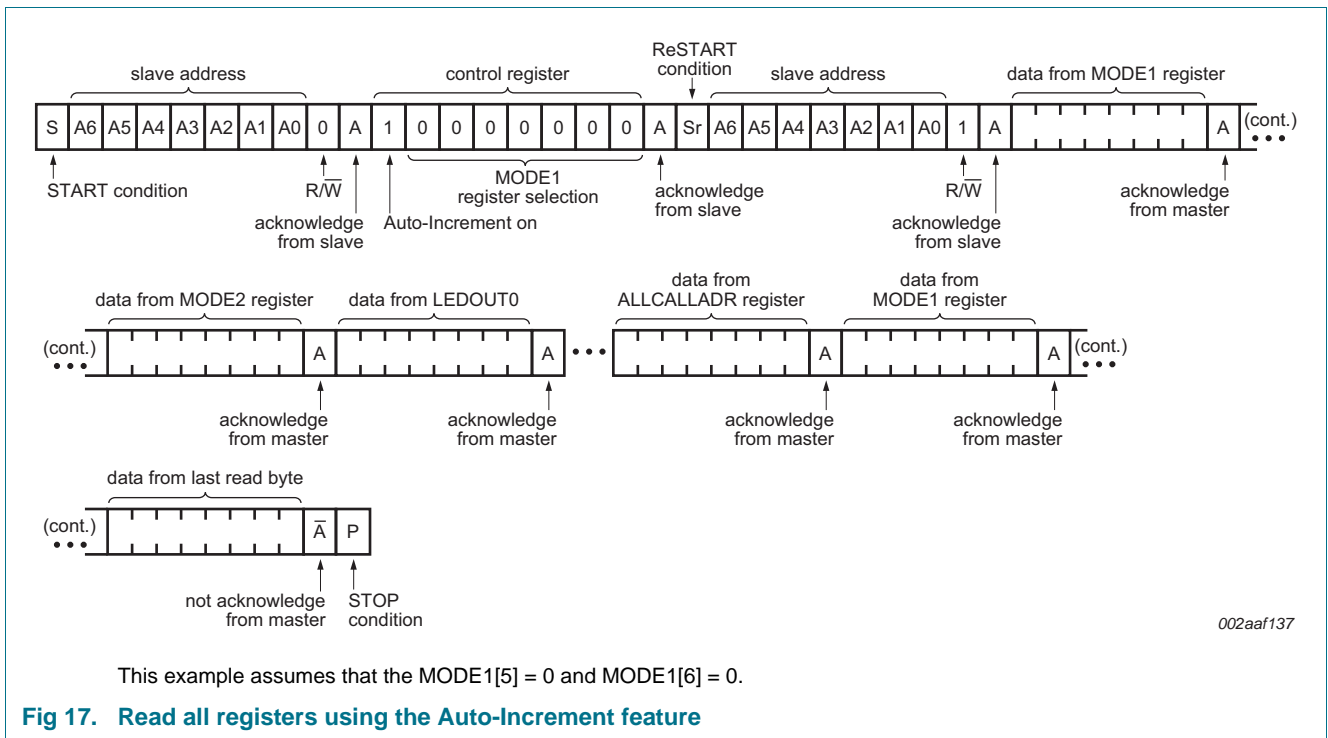 ReSTART
condition
slave address
control register
slave address
data from MODE1 register
S A6 A5 A4 A3 A2 A1 A0 0 A 1 0 0 0 0 0 0 0 A Sr A6 A5 A4 A3 A2 A1 A0 1 A A (cont.)
START condition
R/W̅
MODE1
register selection
acknowledge
from slave
R/W̅
acknowledge
from master
acknowledge
from slave
Auto-Increment on
acknowledge
from slave
data from MODE2 register
data from LEDOUT0
data from
ALLCALLADR register
data from
MODE1 register
(cont.) A A A A (cont.)
acknowledge
from master
acknowledge
from master
acknowledge
from master
acknowledge
from master
data from last read byte
(cont.) A̅ P
not acknowledge
from master
STOP
condition
002aaf137
This example assumes that the MODE1[5] = 0 and MODE1[6] = 0.
Fig 17. Read all registers using the Auto-Increment feature